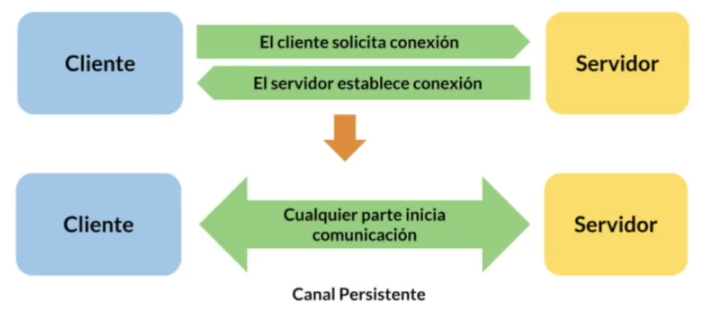 Cliente
El cliente solicita conexión
El servidor establece conexión
Servidor
Cliente
Cualquier parte inicia
comunicación
Servidor
Canal Persistente